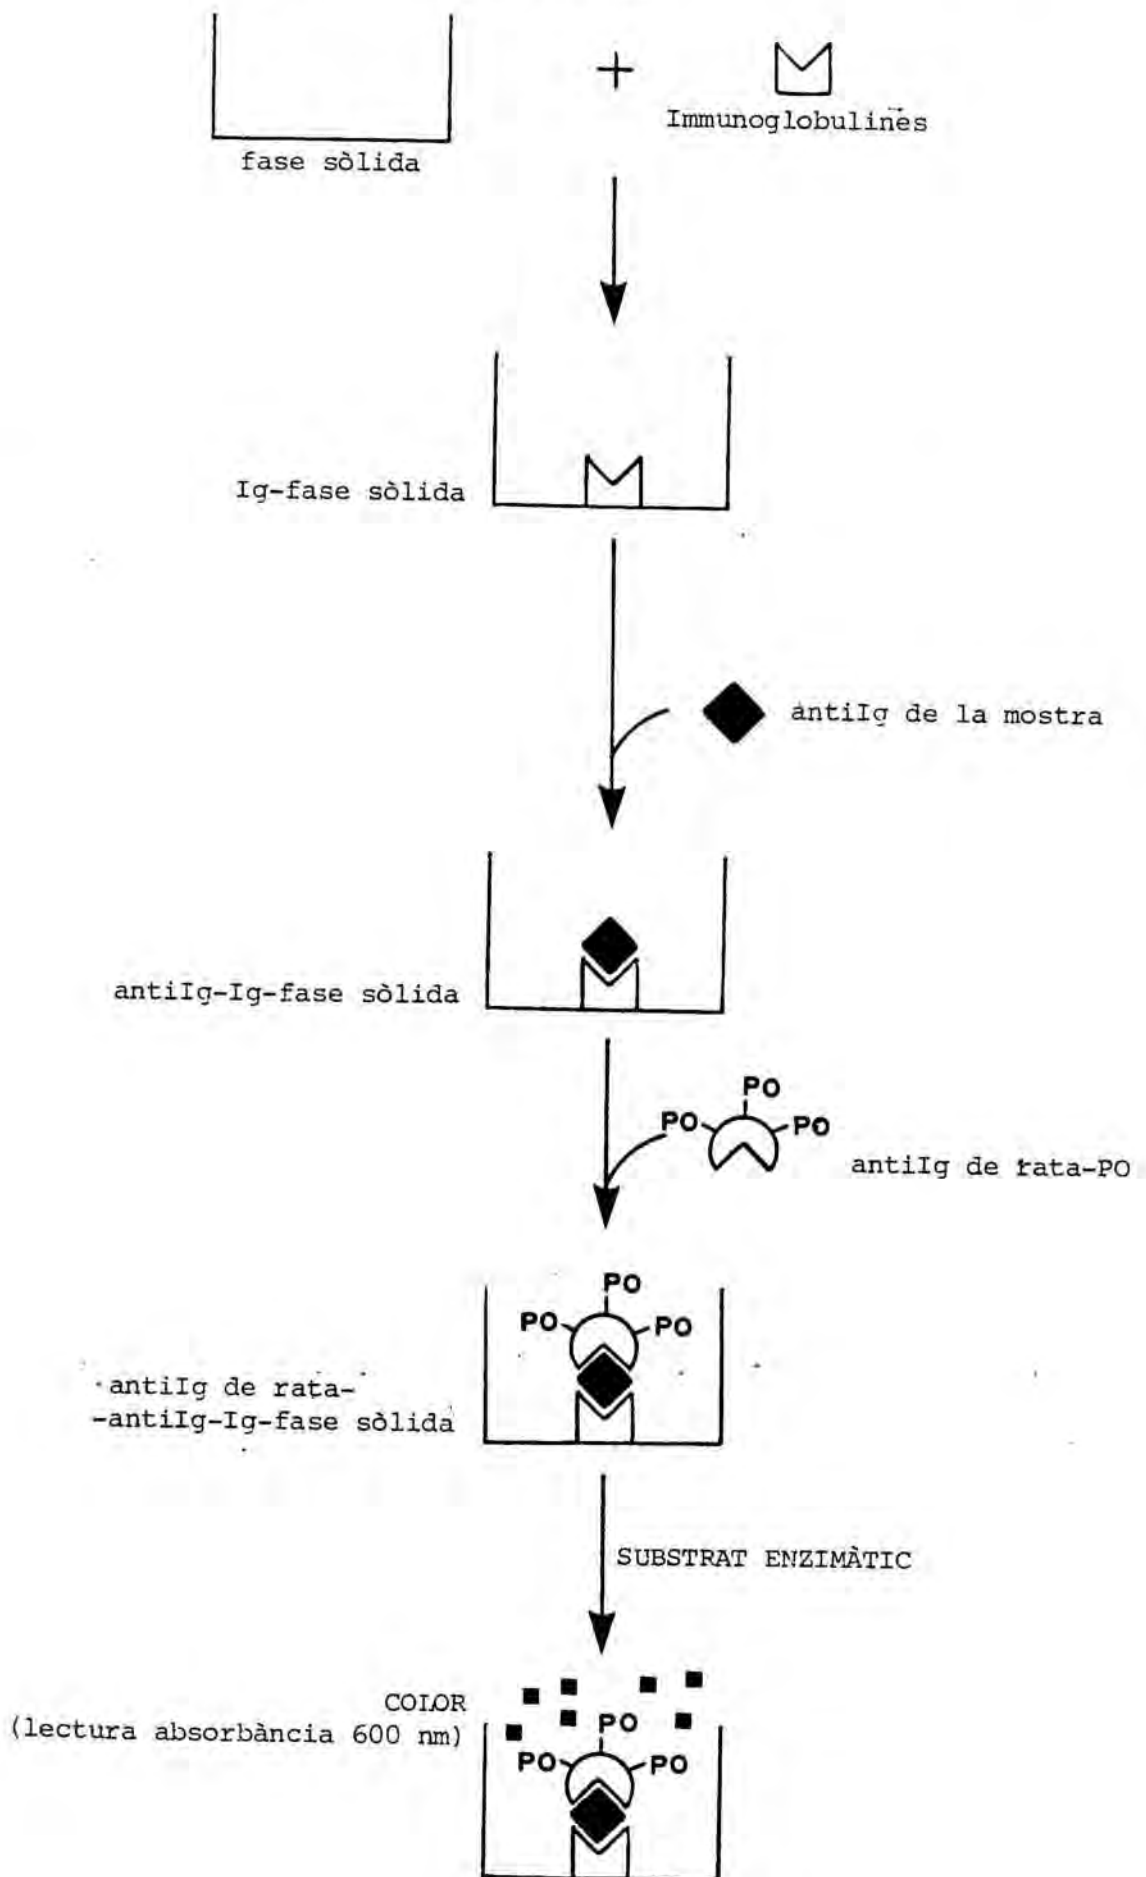 +
Immunoglobulines
fase sòlida
Ig-fase sòlida
antiIg de la mostra
antiIg-Ig-fase sòlida
PO
PO
PO
antiIg de rata-PO
PO
PO
PO
antiIg de rata-
-antiIg-Ig-fase sòlida
SUBSTRAT ENZIMÀTIC
COLOR
(lectura absorbància 600 nm)
PO
PO
PO